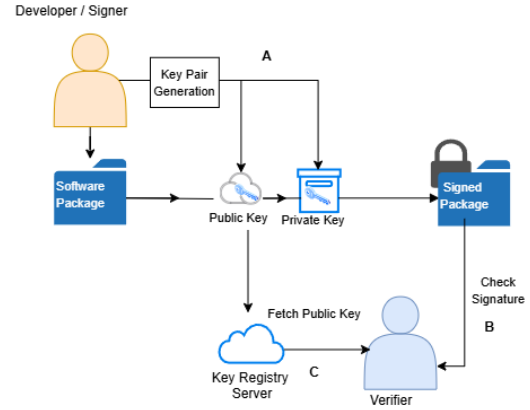 Developer / Signer
A
Key Pair
Generation
Software
Package
Public Key
Private Key
Signed
Package
Check
Signature
B
Fetch Public Key
C
Key Registry
Server
Verifier